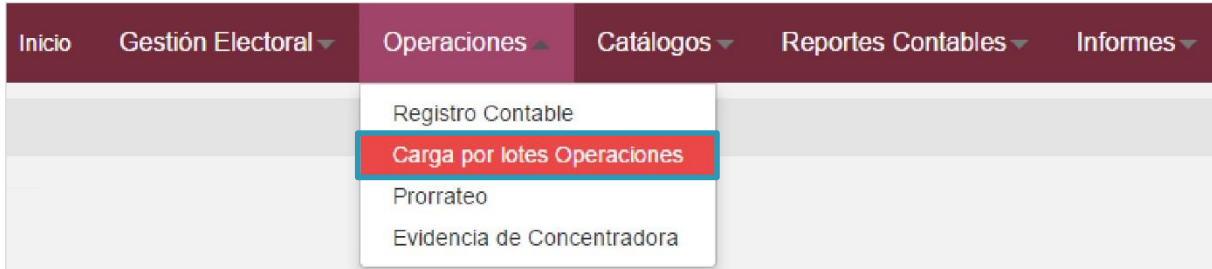 Inicio Gestión Electoral Operaciones Catálogos Reportes Contables Informes
Registro Contable
Carga por lotes Operaciones
Prorrateo
Evidencia de Concentradora